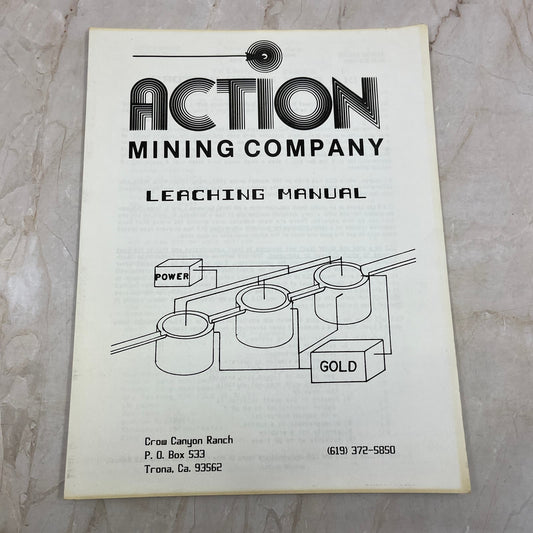 ACTION
MINING COMPANY
LEACHING MANUAL
POWER
GOLD
Crow Canyon Ranch
P. O. Box 533
Trona, Ca. 93562
(619) 372-5850